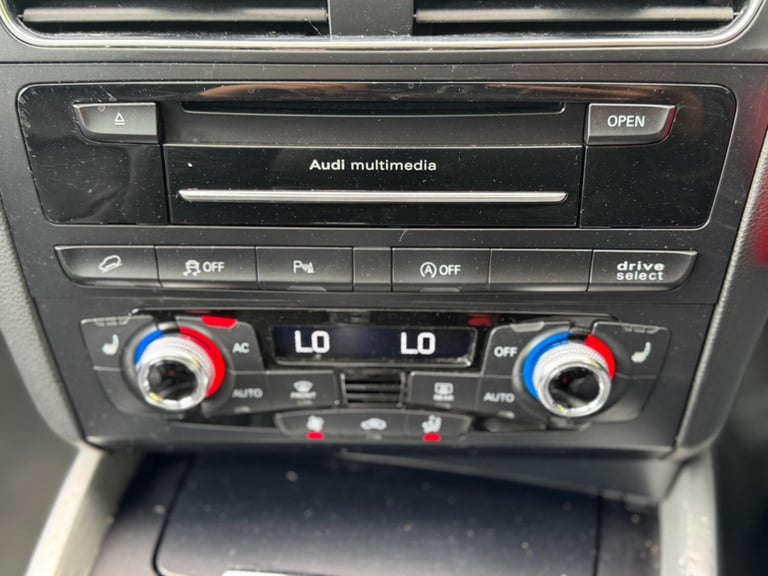 OPEN
Audi multimedia
OFF
P
A OFF
drive
select
AC
LO
LO
OFF
AUTO
FRONT
REAR
AUTO